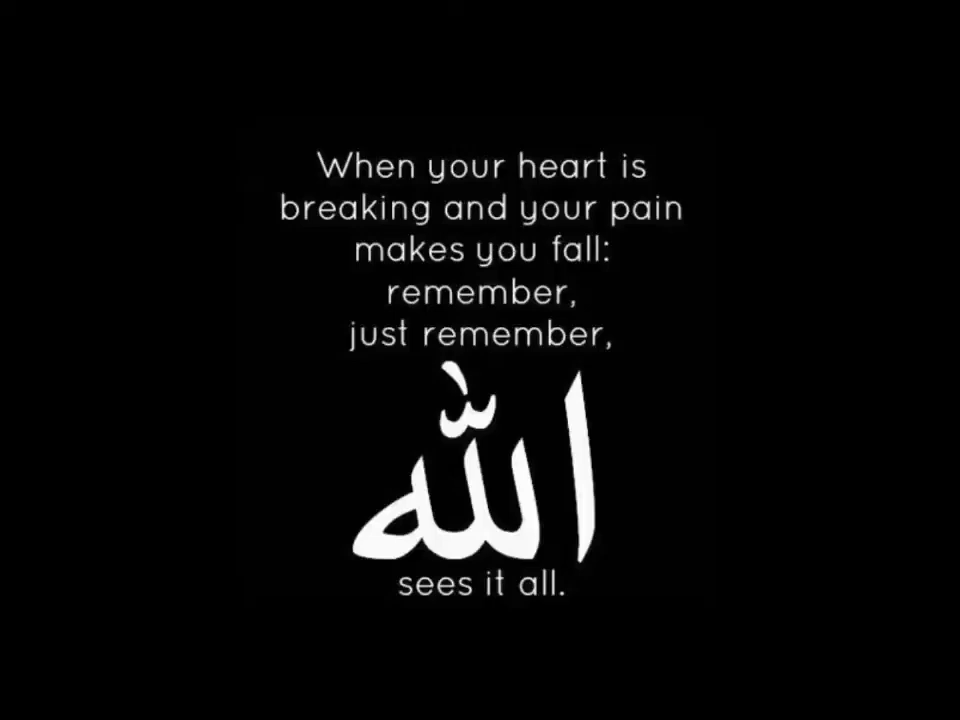 When your heart is
breaking and your pain
makes you fall:
remember,
just remember,
الله
sees it all.